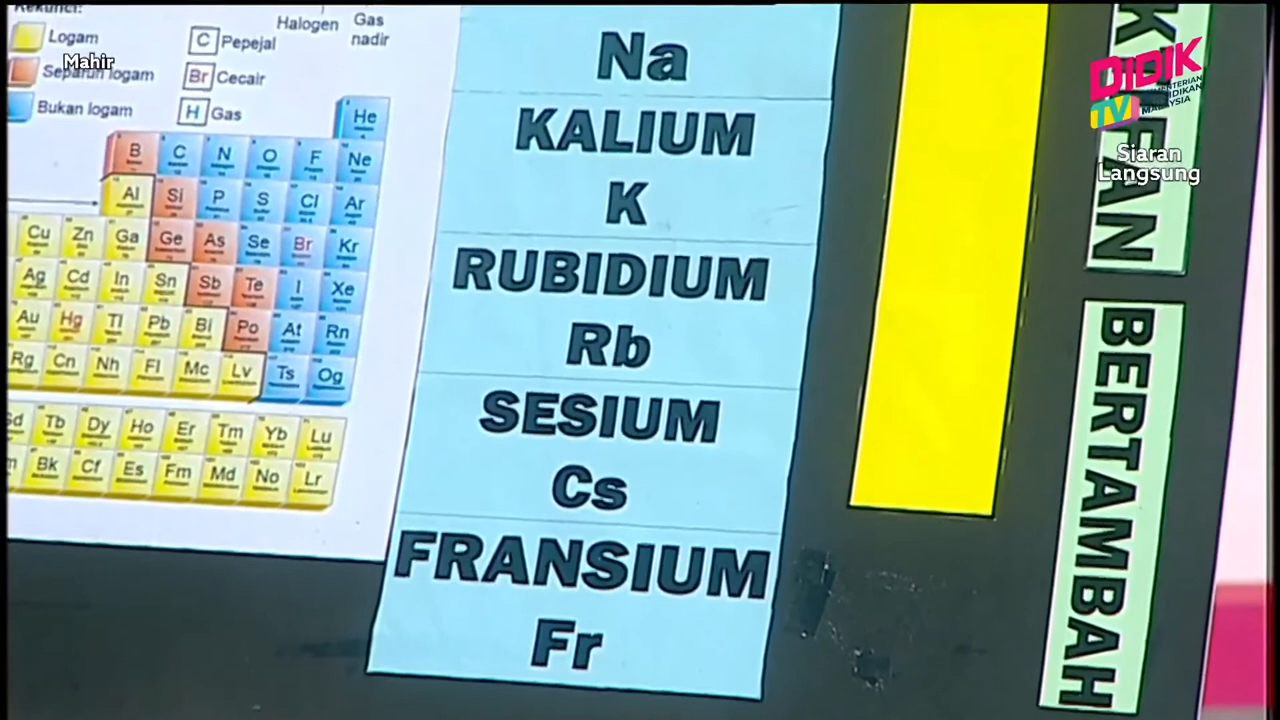 Halogen
Gas
nadir
Logam
C Pepejal
Mahir
Separuh logam
Br Cecair
Bukan logam
H Gas
He
B C N O F Ne
Al Si P S Cl Ar
Cu Zn Ga Ge As Se Br Kr
Ag Cd In Sn Sb Te I Xe
Au Hg Tl Pb Bi Po At Rn
Rg Cn Nh Fl Mc Lv Ts Og
Tb Dy Ho Er Tm Yb Lu
Bk Cf Es Fm Md No Lr
Na
KALIUM
K
RUBIDIUM
Rb
SESIUM
Cs
FRANSIUM
Fr
BERTAMBAH
DIDIK
TV
KEMENTERIAN
PENDIDIKAN
MALAYSIA
Siaran
Langsung